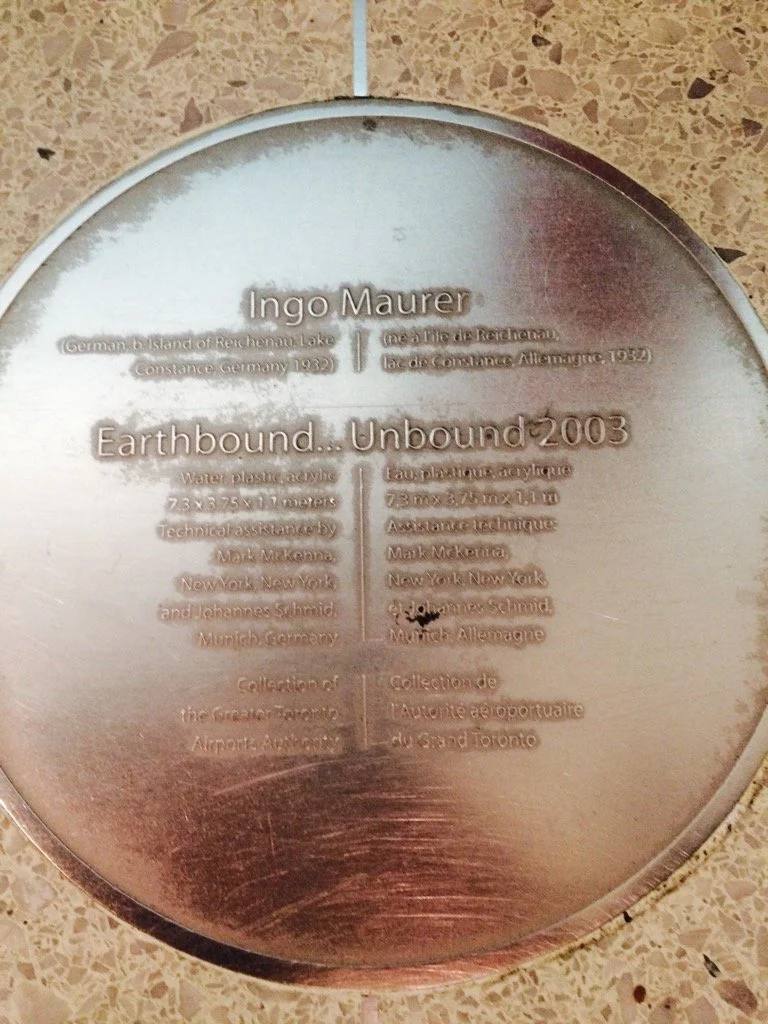 Ingo Maurer
(German, b. Island of Reichenau, Lake
Constance, Germany 1932)
(né à l'île de Reichenau,
lac de Constance, Allemagne, 1932)
Earthbound... Unbound 2003
Water, plastic, acrylic
7.3 x 3.75 x 1.1 meters
Technical assistance by
Mark McKenna,
New York, New York,
and Johannes Schmid,
Munich, Germany
Eau, plastique, acrylique
7,3 m x 3,75 m x 1,1 m
Assistance technique:
Mark McKenna,
New York, New York,
et Johannes Schmid,
Munich, Allemagne
Collection of
the Greater Toronto
Airports Authority
Collection de
l'Autorité aéroportuaire
du Grand Toronto